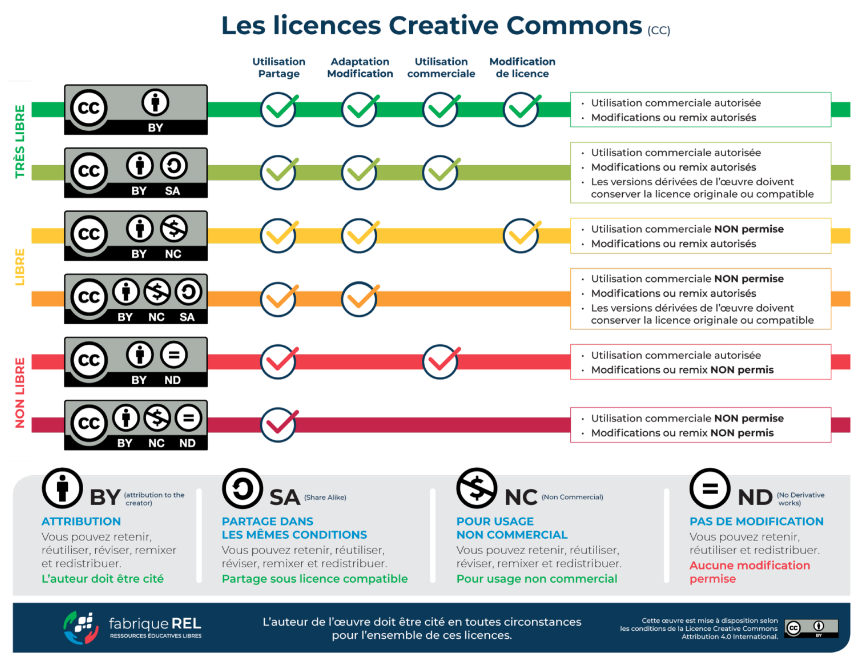 Les licences Creative Commons (CC)
Utilisation
Partage
Adaptation
Modification
Utilisation
commerciale
Modification
de licence
TRÈS LIBRE
LIBRE
NON LIBRE
CC
BY
• Utilisation commerciale autorisée
• Modifications ou remix autorisés
CC
BY SA
• Utilisation commerciale autorisée
• Modifications ou remix autorisés
• Les versions dérivées de l'œuvre doivent
conserver la licence originale ou compatible
CC
BY NC
• Utilisation commerciale NON permise
• Modifications ou remix autorisés
CC
BY NC SA
• Utilisation commerciale NON permise
• Modifications ou remix autorisés
• Les versions dérivées de l'œuvre doivent
conserver la licence originale ou compatible
CC
BY ND
• Utilisation commerciale autorisée
• Modifications ou remix NON permis
CC
BY NC ND
• Utilisation commerciale NON permise
• Modifications ou remix NON permis
BY (attribution to the
creator)
ATTRIBUTION
Vous pouvez retenir,
réutiliser, réviser, remixer
et redistribuer.
L'auteur doit être cité
SA (Share Alike)
PARTAGE DANS
LES MÊMES CONDITIONS
Vous pouvez retenir, réutiliser,
réviser, remixer et redistribuer.
Partage sous licence compatible
NC (Non Commercial)
POUR USAGE
NON COMMERCIAL
Vous pouvez retenir, réutiliser,
réviser, remixer et redistribuer.
Pour usage non commercial
ND (No Derivative
works)
PAS DE MODIFICATION
Vous pouvez retenir,
réutiliser et redistribuer.
Aucune modification
permise
fabrique REL
RESSOURCES ÉDUCATIVES LIBRES
L'auteur de l'œuvre doit être cité en toutes circonstances
pour l'ensemble de ces licences.
Cette œuvre est mise à disposition selon
les conditions de la Licence Creative Commons
Attribution 4.0 International.
CC
BY